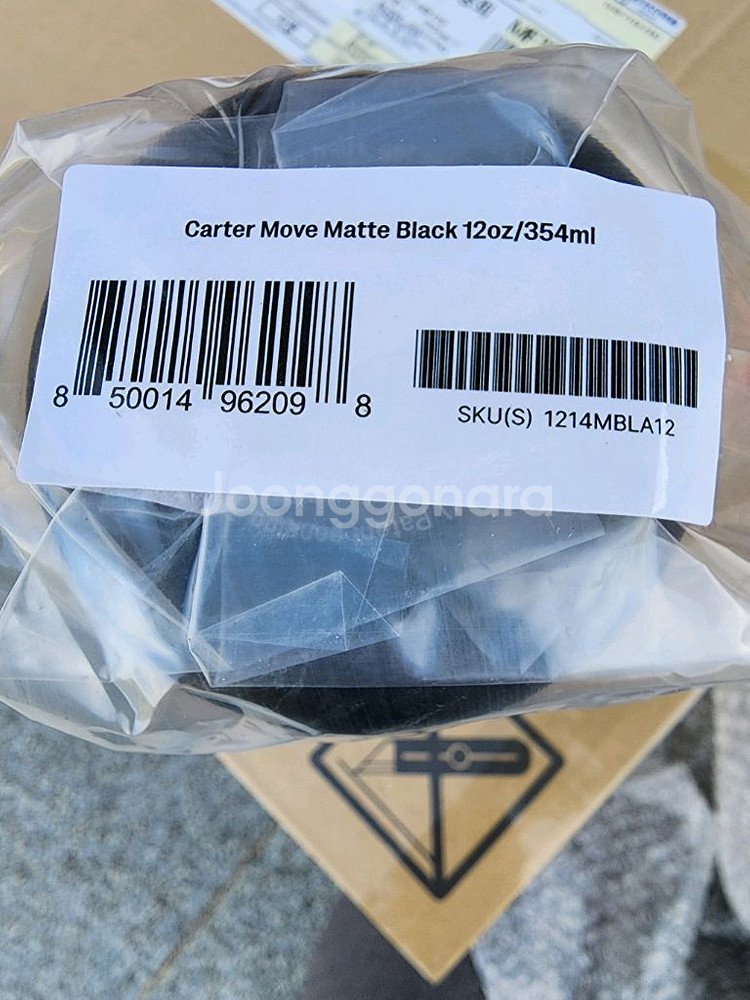 Carter Move Matte Black 12oz/354ml
8 50014 96209 8
SKU(S) 1214MBLA12
Joonggonara